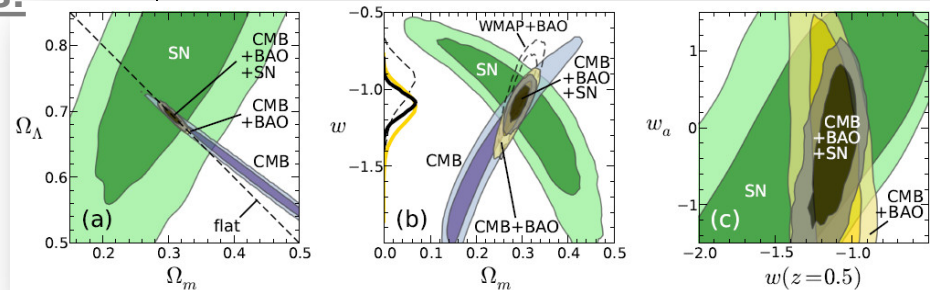 0.8
0.7
0.6
0.5
Ω_Λ
SN
CMB
+BAO
+SN
CMB
+BAO
CMB
(a)
flat
0.2 0.3 0.4 0.5
Ω_m
−0.5
−1.0
−1.5
w
WMAP+BAO
SN
CMB
+BAO
+SN
CMB
(b)
CMB+BAO
0.0 0.1 0.2 0.3 0.4 0.5
Ω_m
1
0
−1
w_a
CMB
+BAO
+SN
SN
CMB
+BAO
(c)
−2.0 −1.5 −1.0
w(z=0.5)